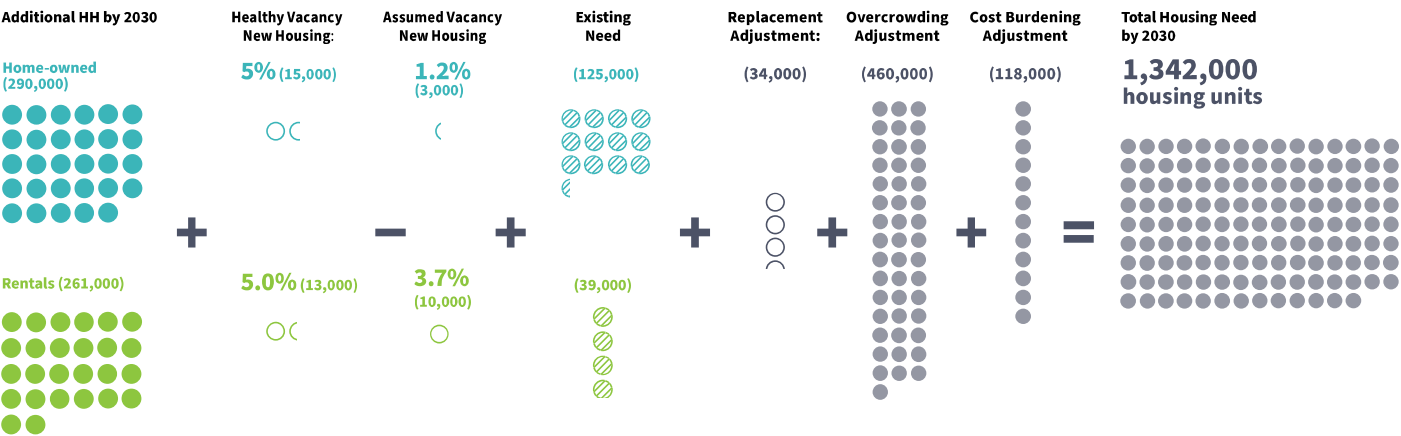 Additional HH by 2030
Healthy Vacancy
New Housing:
Assumed Vacancy
New Housing
Existing
Need
Replacement
Adjustment:
Overcrowding
Adjustment
Cost Burdening
Adjustment
Total Housing Need
by 2030
Home-owned
(290,000)
5% (15,000)
1.2%
(3,000)
(125,000)
(34,000)
(460,000)
(118,000)
1,342,000
housing units
+
−
+
+
+
+
=
Rentals (261,000)
5.0% (13,000)
3.7%
(10,000)
(39,000)